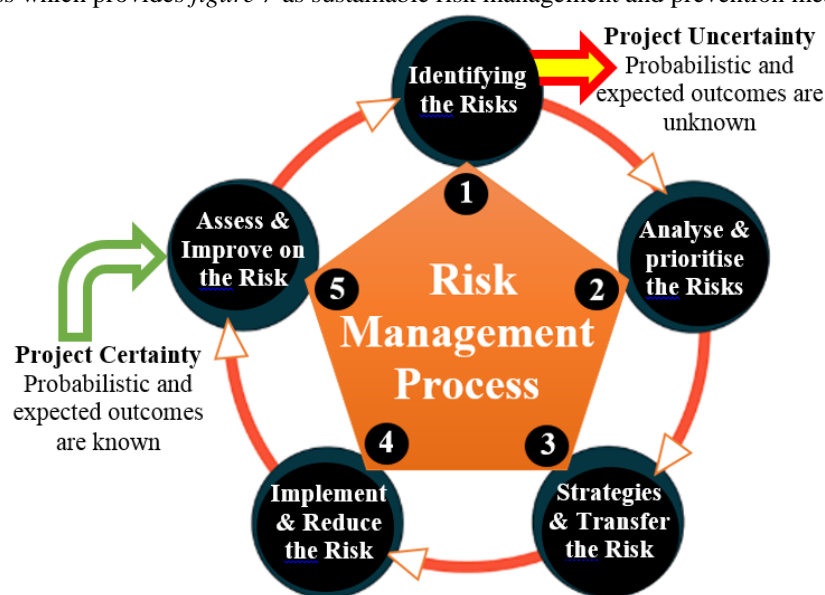 which provides figure 7 as sustainable risk management and prevention
Project Uncertainty
Probabilistic and
expected outcomes are
unknown
Identifying
the Risks
1
Analyse &
prioritise
the Risks
2
Strategies
& Transfer
the Risk
3
Implement
& Reduce
the Risk
4
Assess &
Improve on
the Risk
5
Risk
Management
Process
Project Certainty
Probabilistic and
expected outcomes
are known